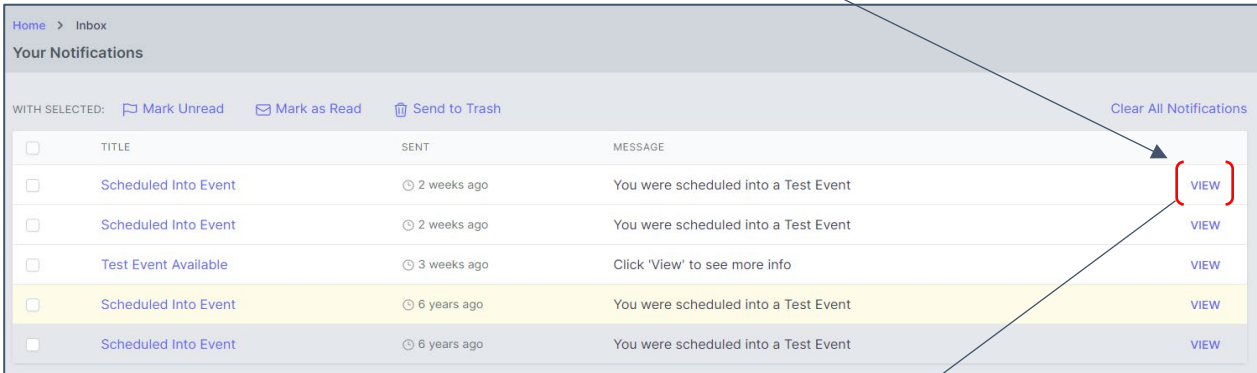 Home > Inbox
Your Notifications
WITH SELECTED: Mark Unread Mark as Read Send to Trash Clear All Notifications
TITLE SENT MESSAGE
Scheduled Into Event 2 weeks ago You were scheduled into a Test Event VIEW
Scheduled Into Event 2 weeks ago You were scheduled into a Test Event VIEW
Test Event Available 3 weeks ago Click 'View' to see more info VIEW
Scheduled Into Event 6 years ago You were scheduled into a Test Event VIEW
Scheduled Into Event 6 years ago You were scheduled into a Test Event VIEW